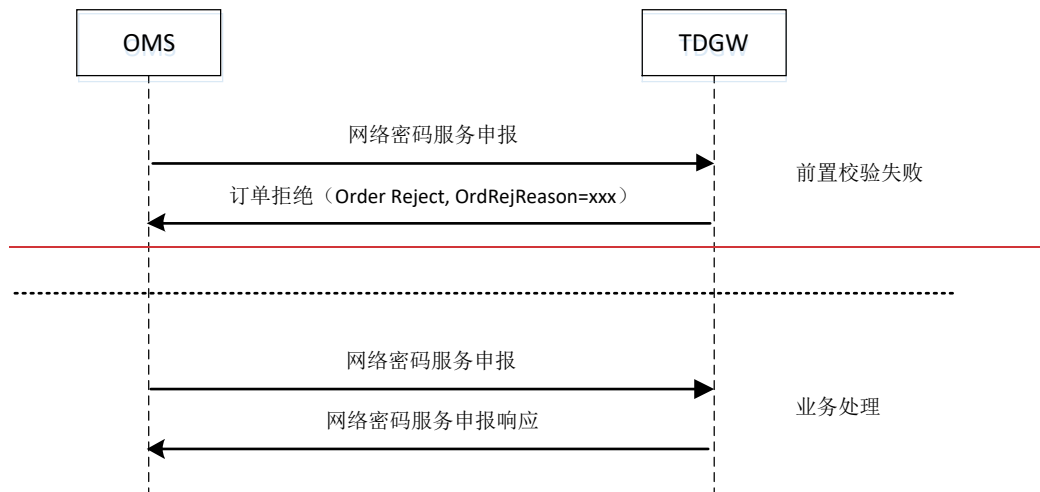 OMS
TDGW
网络密码服务申报
前置校验失败
订单拒绝（Order Reject, OrdRejReason=xxx）
网络密码服务申报
业务处理
网络密码服务申报响应